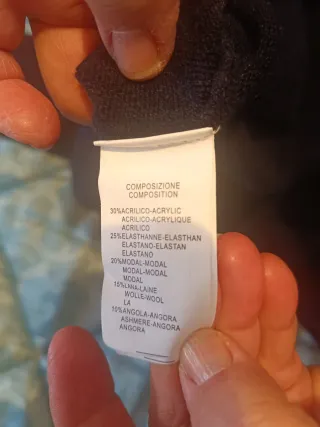 COMPOSIZIONE
COMPOSITION
30%ACRILICO-ACRYLIC
ACRILICO-ACRYLIQUE
ACRILICO
25%ELASTHANNE-ELASTHAN
ELASTANO-ELASTAN
ELASTANO
20%MODAL-MODAL
MODAL-MODAL
MODAL
15%LANA-LAINE
WOLLE-WOOL
LA
10%ANGOLA-ANGORA
ASHMERE-ANGORA
ANGORA